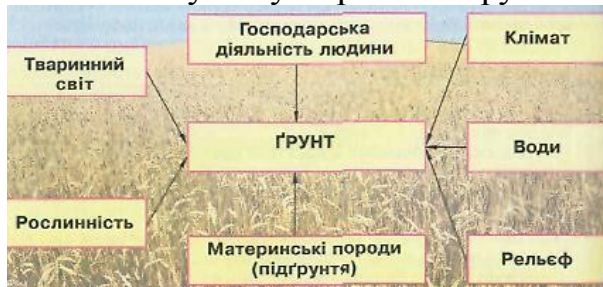 Господарська
діяльність людини
Клімат
Тваринний
світ
ҐРУНТ
Води
Рослинність
Материнські породи
(підґрунтя)
Рельєф